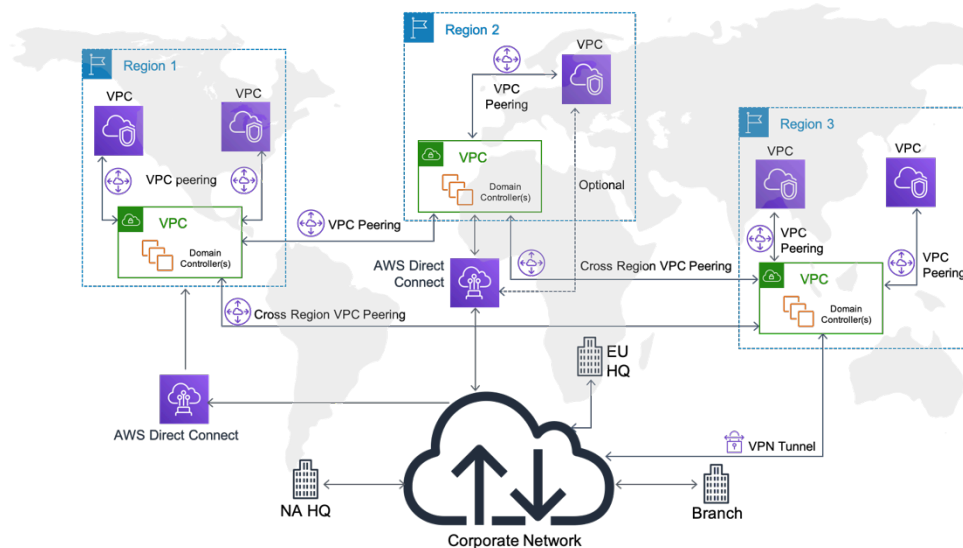 Region 1
VPC
VPC
VPC peering
VPC
Domain
Controller(s)
VPC Peering
Region 2
VPC
VPC
Peering
VPC
Domain
Controller(s)
Optional
AWS Direct
Connect
Cross Region VPC Peering
Region 3
VPC
VPC
VPC
Peering
VPC
Peering
VPC
Domain
Controller(s)
Cross Region VPC Peering
EU
HQ
AWS Direct Connect
VPN Tunnel
NA HQ
Branch
Corporate Network